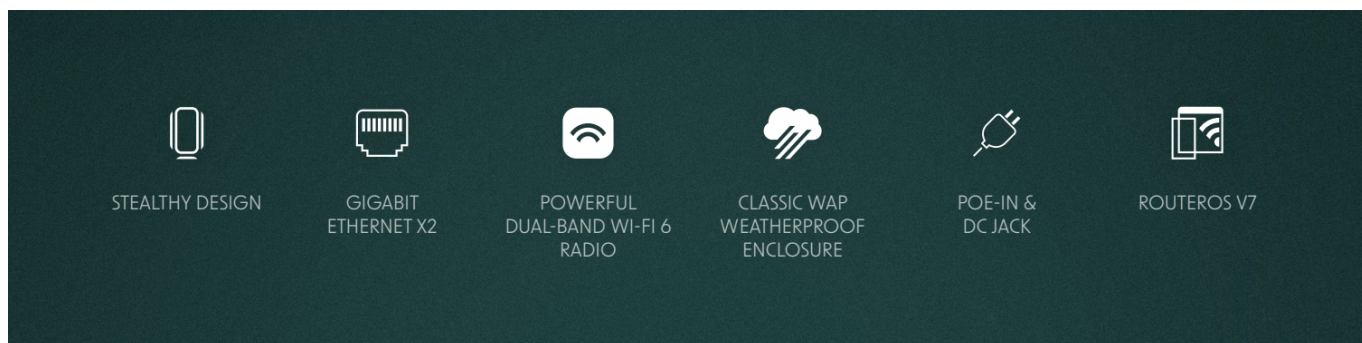 STEALTHY DESIGN
GIGABIT
ETHERNET X2
POWERFUL
DUAL-BAND WI-FI 6
RADIO
CLASSIC WAP
WEATHERPROOF
ENCLOSURE
POE-IN &
DC JACK
ROUTEROS V7